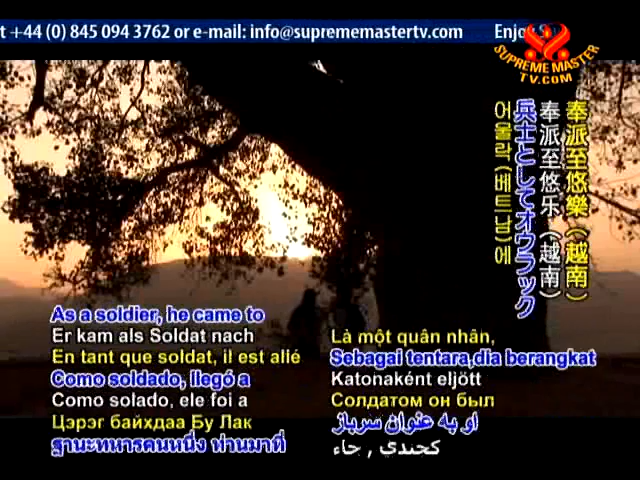 t +44 (0) 845 094 3762 or e-mail: info@suprememastertv.com
Enjoy
SUPREME MASTER
TV.COM
奉派至悠樂（越南）
奉派至悠乐（越南）
兵士としてオウラック
어울락(베트남)에
As a soldier, he came to
Er kam als Soldat nach
En tant que soldat, il est allé
Como soldado, llegó a
Como solado, ele foi a
Цэрэг байхдаа Бу Лак
ฐานะทหารคนหนึ่ง ท่านมาที่
Là một quân nhân,
Sebagai tentara,dia berangkat
Katonaként eljött
Солдатом он был
او به عنوان سرباز
كجندي , جاء